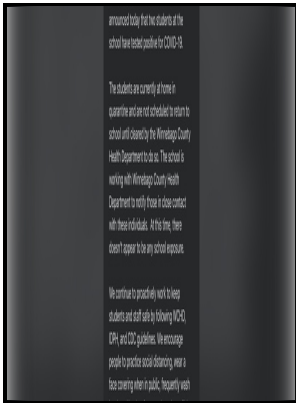 announced today that two students at the
school have tested positive for COVID-19.
The students are currently at home in
quarantine and are not scheduled to return to
school until cleared by the Winnebago County
Health Department to do so. The school is
working with Winnebago County Health
Department to notify those in close contact
with these individuals. At this time, there
doesn't appear to be any school exposure.
We continue to proactively work to keep
students and staff safe by following WCHD,
IDPH, and CDC guidelines. We encourage
people to practice social distancing, wear a
face covering when in public, frequently wash